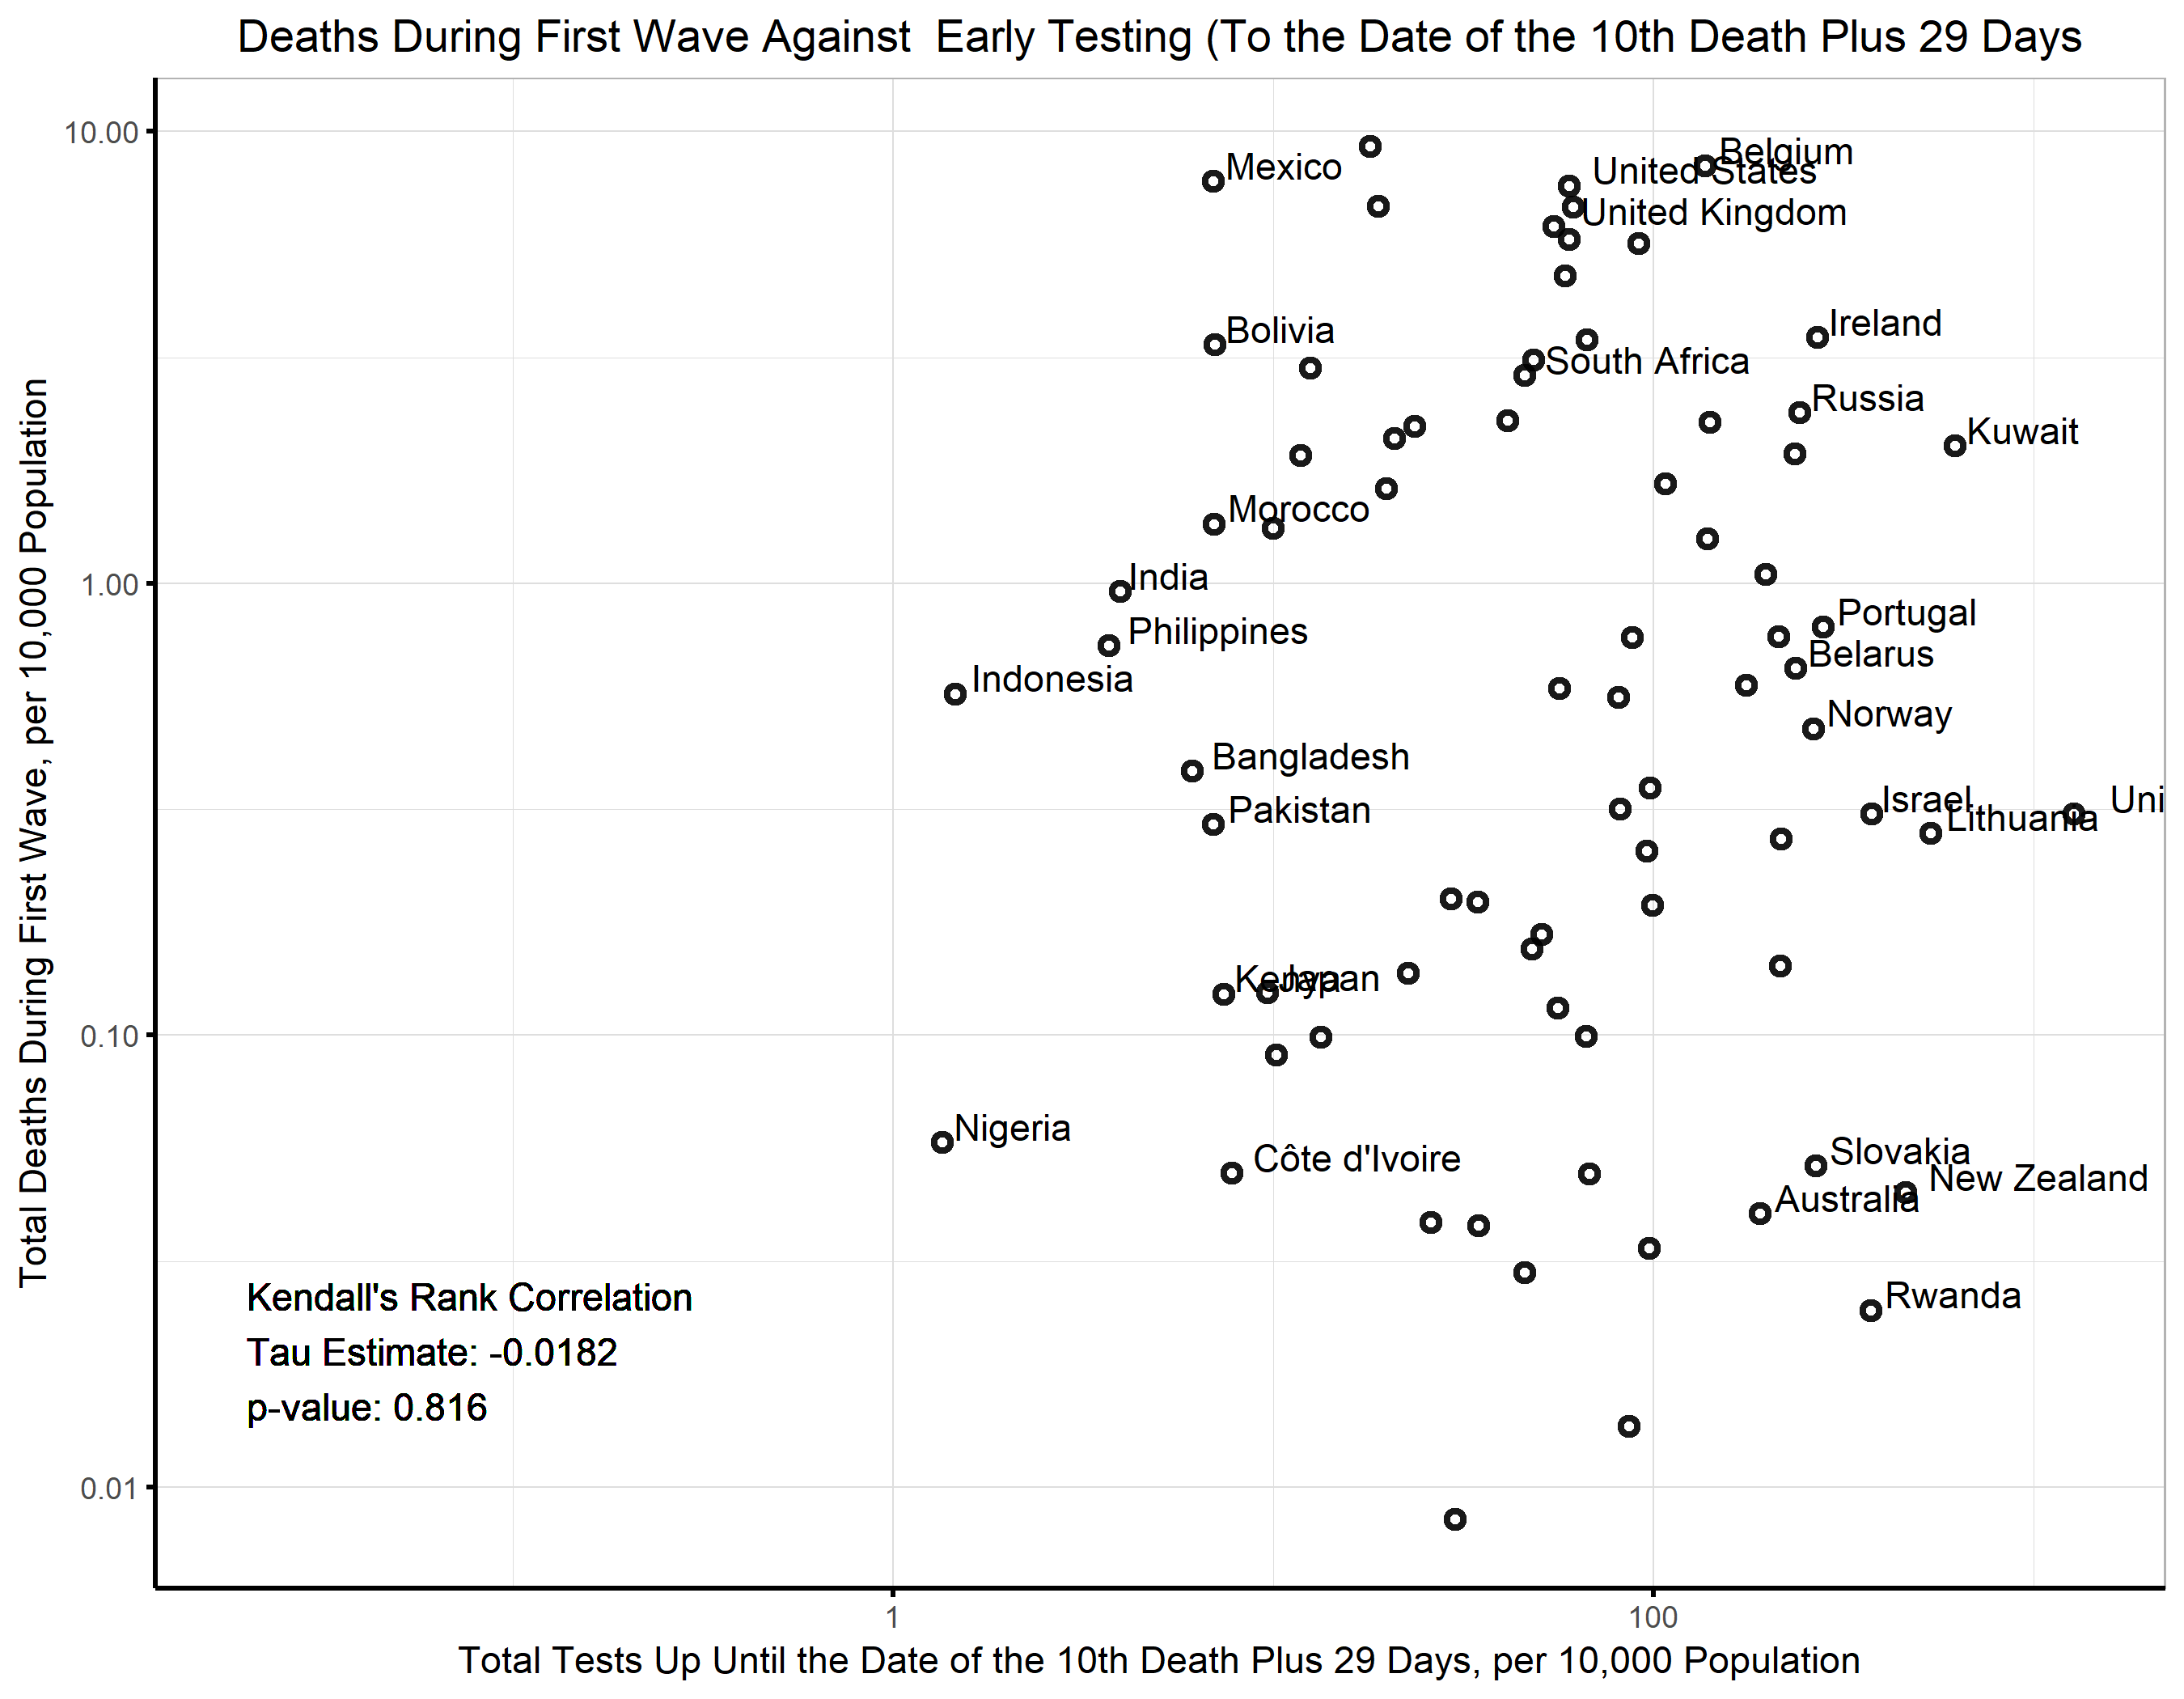 Deaths During First Wave Against  Early Testing (To the Date of the 10th Death Plus 29 Days
Total Deaths During First Wave, per 10,000 Population
10.00
1.00
0.10
0.01
Belgium
Mexico
United States
United Kingdom
Ireland
Bolivia
South Africa
Russia
Kuwait
Morocco
India
Portugal
Philippines
Belarus
Indonesia
Norway
Bangladesh
Israel
Uni
Pakistan
Lithuania
Kenya
Japan
Nigeria
Slovakia
Côte d'Ivoire
New Zealand
Australia
Rwanda
Kendall's Rank Correlation
Tau Estimate: -0.0182
p-value: 0.816
1
100
Total Tests Up Until the Date of the 10th Death Plus 29 Days, per 10,000 Population